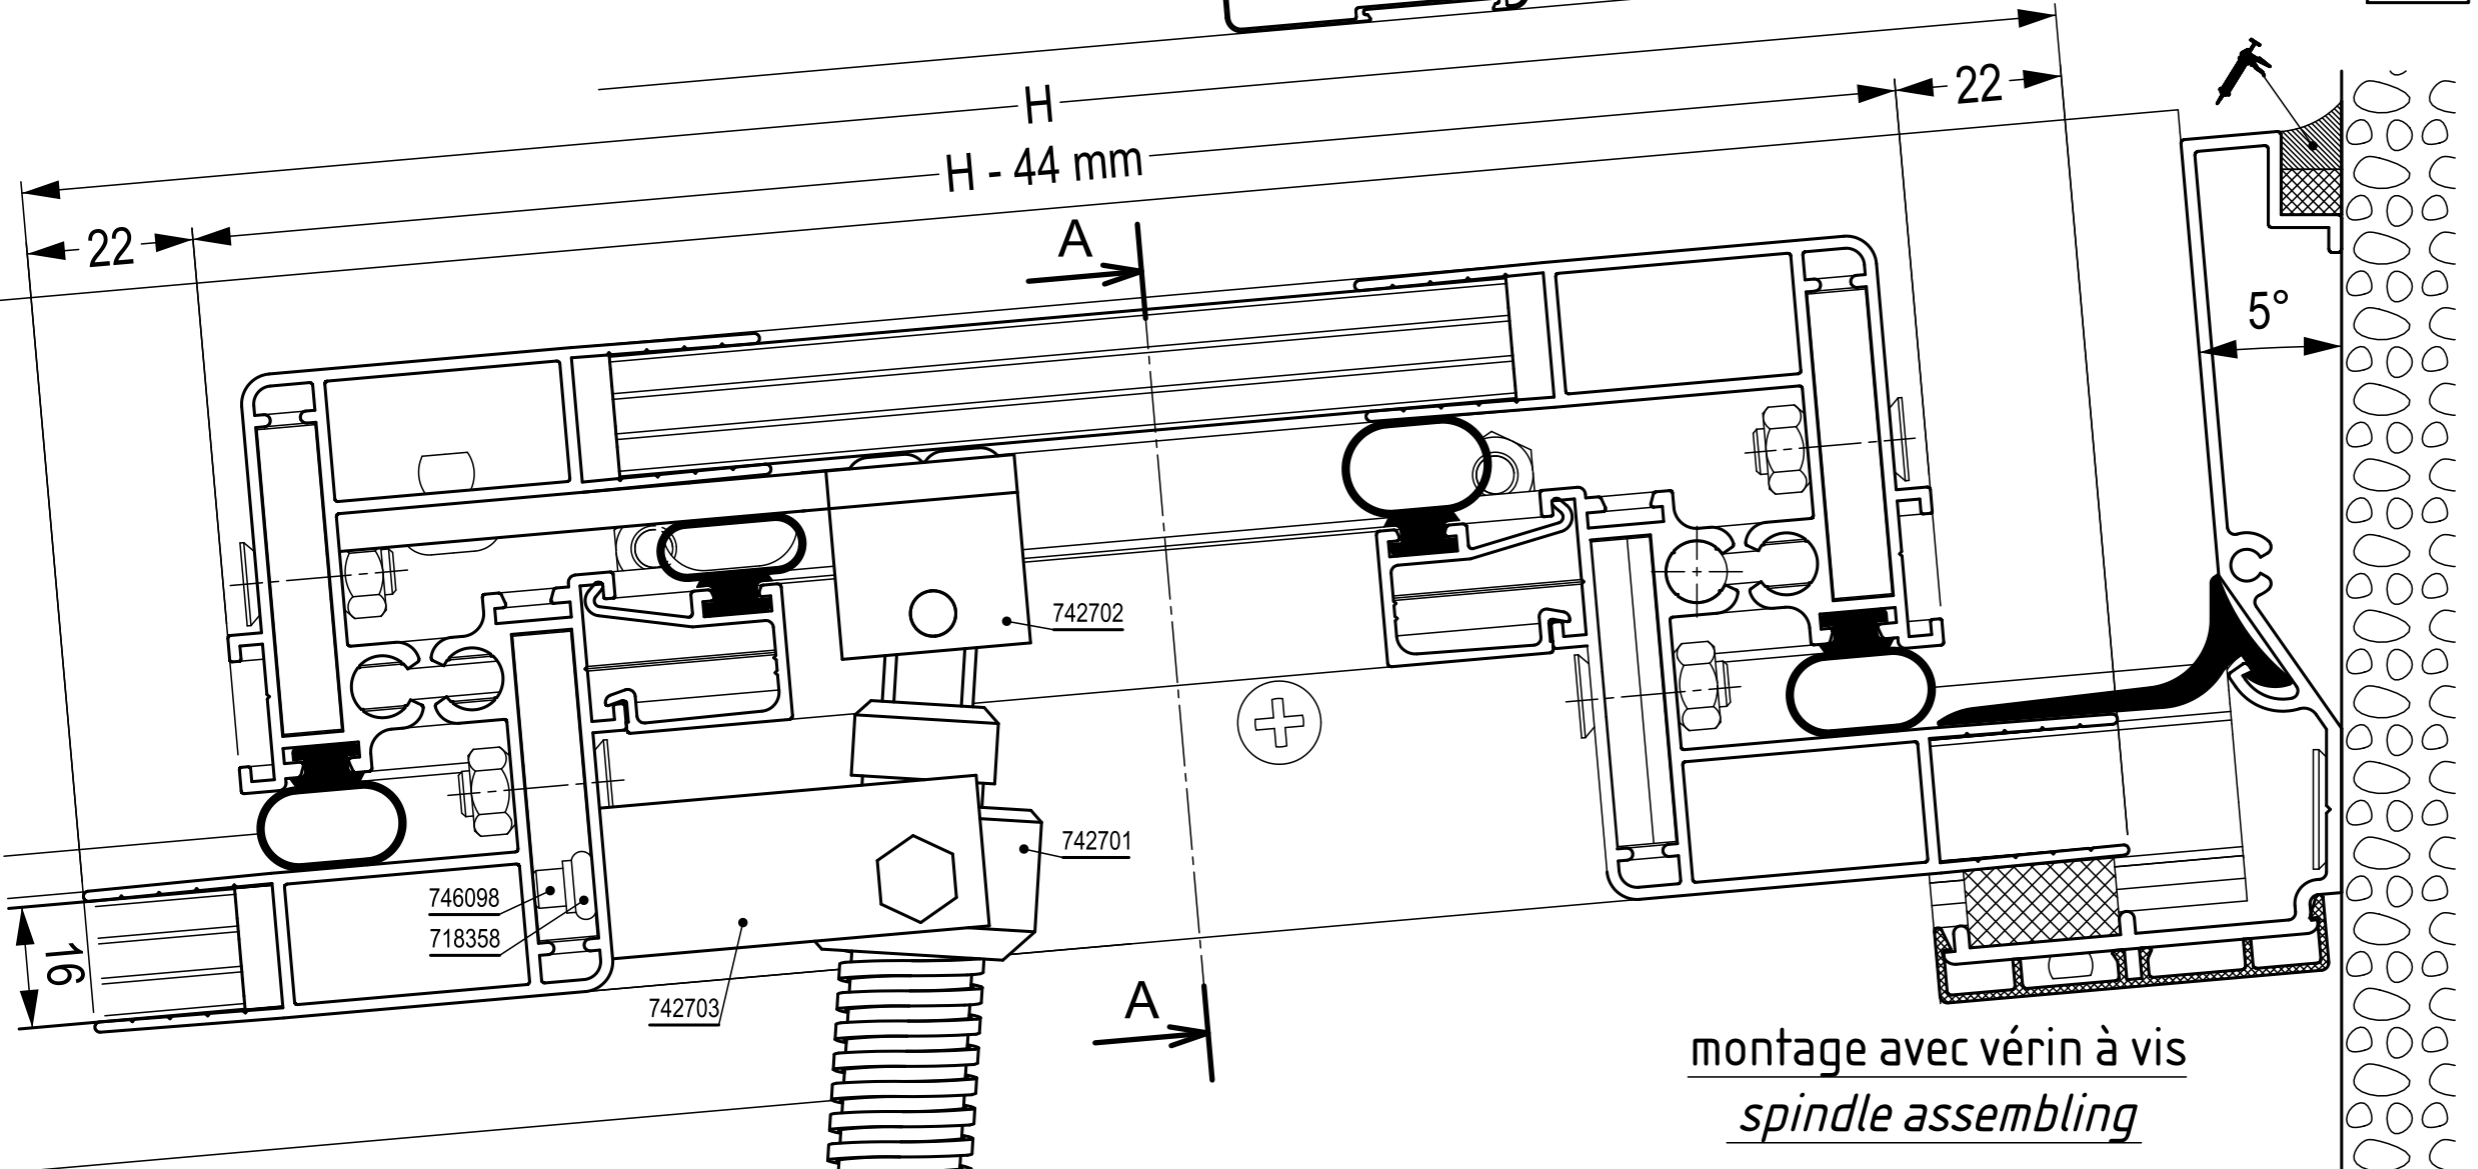 H
22
H - 44 mm
22
A
5°
742702
742701
746098
718358
16
742703
A
montage avec vérin à vis
spindle assembling